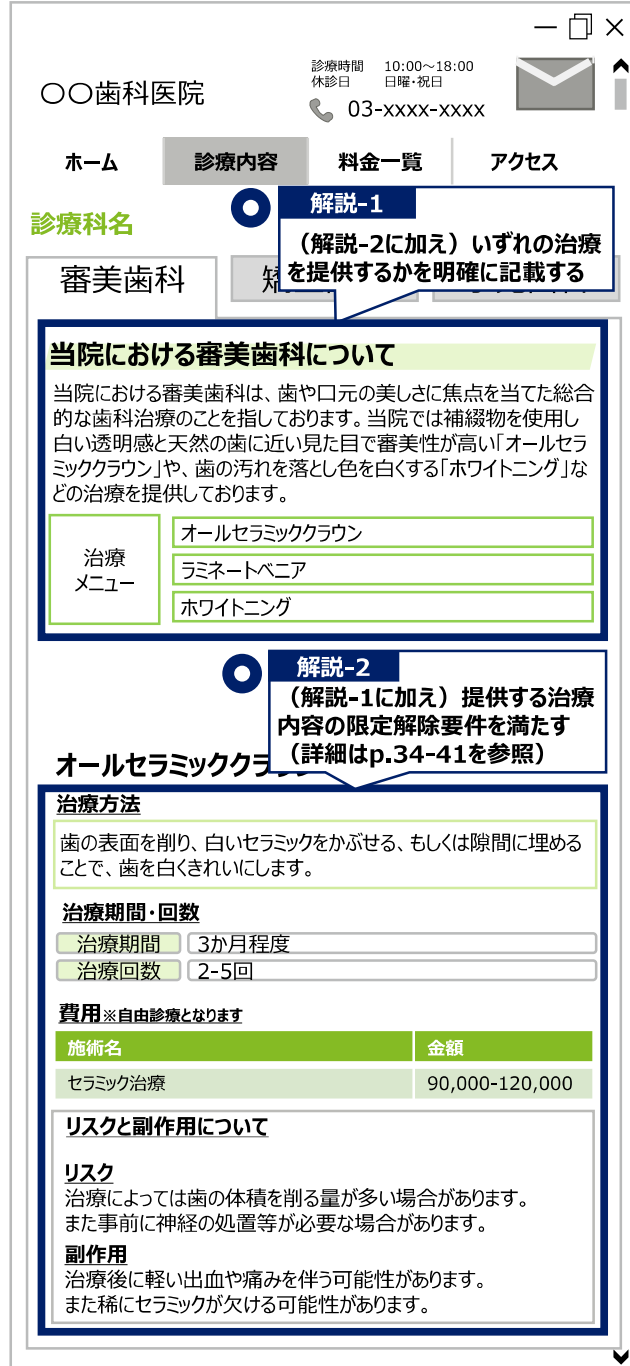 〇〇歯科医院
診療時間 10:00～18:00
休診日 日曜・祝日
03-xxxx-xxxx
ホーム 診療内容 料金一覧 アクセス
診療科名
解説-1
（解説-2に加え）いずれの治療
を提供するかを明確に記載する
審美歯科
当院における審美歯科について
当院における審美歯科は、歯や口元の美しさに焦点を当てた総合
的な歯科治療のことを指しております。当院では補綴物を使用し
白い透明感と天然の歯に近い見た目で審美性が高い「オールセラ
ミッククラウン」や、歯の汚れを落とし色を白くする「ホワイトニング」な
どの治療を提供しております。
治療
メニュー
オールセラミッククラウン
ラミネートベニア
ホワイトニング
解説-2
（解説-1に加え）提供する治療
内容の限定解除要件を満たす
（詳細はp.34-41を参照）
オールセラミックク
治療方法
歯の表面を削り、白いセラミックをかぶせる、もしくは隙間に埋める
ことで、歯を白くきれいにします。
治療期間・回数
治療期間 3か月程度
治療回数 2-5回
費用※自由診療となります
施術名 金額
セラミック治療 90,000-120,000
リスクと副作用について
リスク
治療によっては歯の体積を削る量が多い場合があります。
また事前に神経の処置等が必要な場合があります。
副作用
治療後に軽い出血や痛みを伴う可能性があります。
また稀にセラミックが欠ける可能性があります。